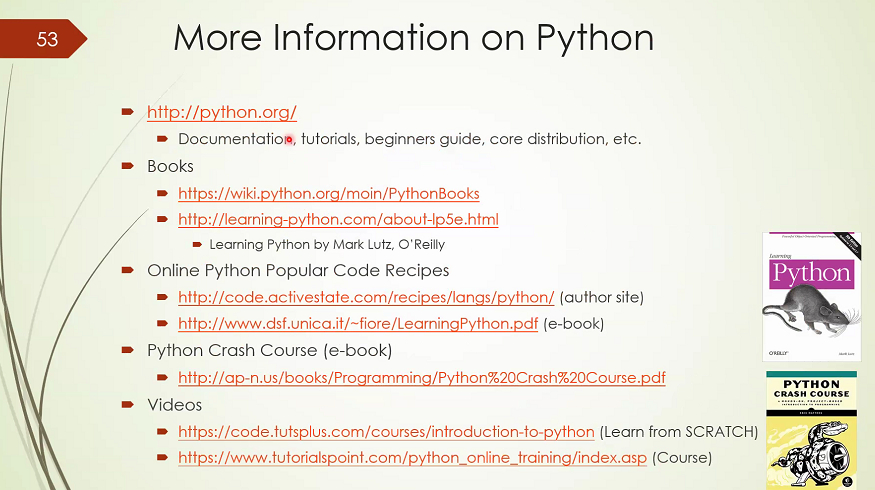 53
More Information on Python
http://python.org/
Documentation, tutorials, beginners guide, core distribution, etc.
Books
https://wiki.python.org/moin/PythonBooks
http://learning-python.com/about-lp5e.html
Learning Python by Mark Lutz, O'Reilly
Online Python Popular Code Recipes
http://code.activestate.com/recipes/langs/python/ (author site)
http://www.dsf.unica.it/~fiore/LearningPython.pdf (e-book)
Python Crash Course (e-book)
http://ap-n.us/books/Programming/Python%20Crash%20Course.pdf
Videos
https://code.tutsplus.com/courses/introduction-to-python (Learn from SCRATCH)
https://www.tutorialspoint.com/python_online_training/index.asp (Course)
Learning
Python
O'REILLY
Mark Lutz
PYTHON
CRASH COURSE